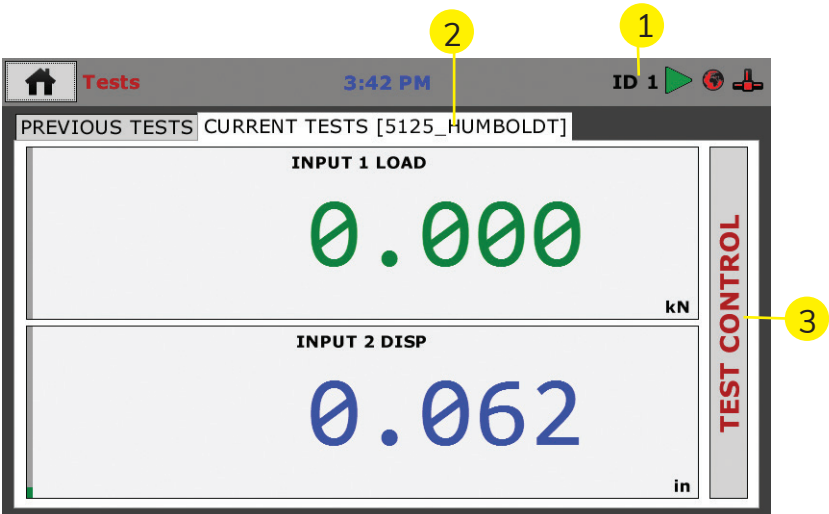 2
1
Tests
3:42 PM
ID 1
PREVIOUS TESTS
CURRENT TESTS [5125_HUMBOLDT]
INPUT 1 LOAD
0.000
kN
TEST CONTROL
3
INPUT 2 DISP
0.062
in